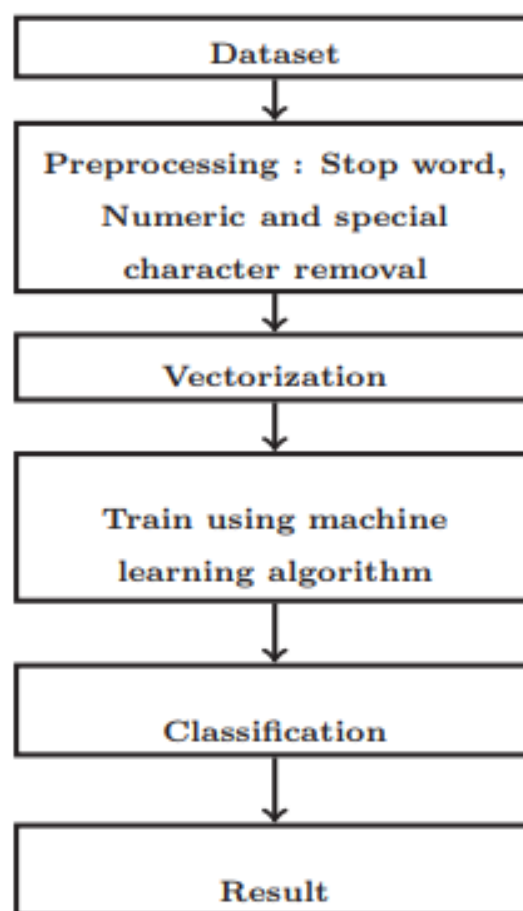 Dataset
Preprocessing : Stop word,
Numeric and special
character removal
Vectorization
Train using machine
learning algorithm
Classification
Result